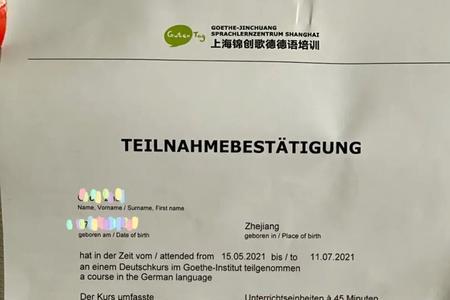 Guten Tag
GOETHE-JINCHUANG
SPRACHLERNZENTRUM SHANGHAI
上海锦创歌德德语培训
TEILNAHMEBESTÄTIGUNG
Name, Vorname / Surname, First name
Zhejiang
geboren am / Date of birth
geboren in / Place of birth
hat in der Zeit vom / attended from 15.05.2021 bis / to 11.07.2021
an einem Deutschkurs im Goethe-Institut teilgenommen
a course in the German language
Der Kurs umfasste Unterrichtseinheiten à 45 Minuten